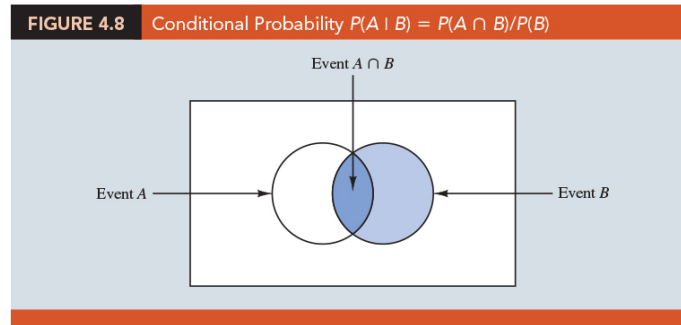 FIGURE 4.8 Conditional Probability P(A | B) = P(A ∩ B)/P(B)
Event A ∩ B
Event A
Event B